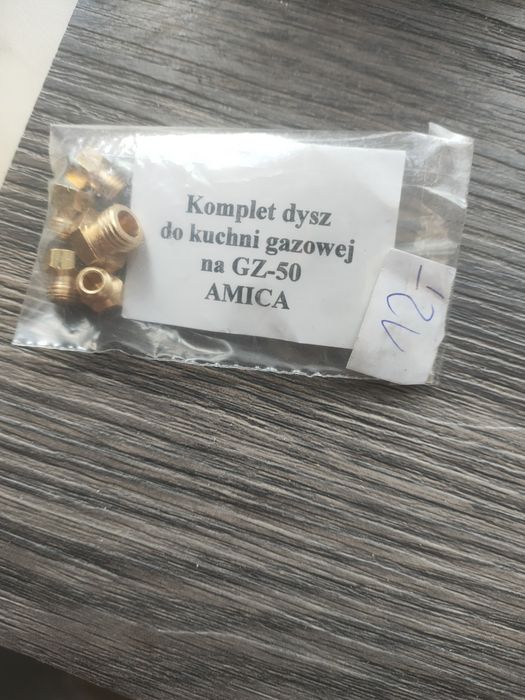 Komplet dysz
do kuchni gazowej
na GZ-50
AMICA
12,-